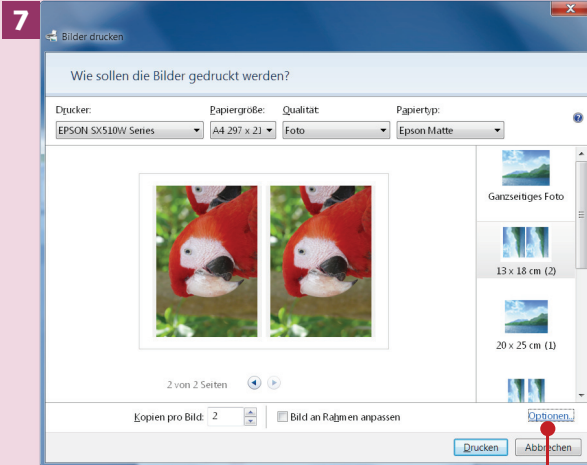 7
Bilder drucken
Wie sollen die Bilder gedruckt werden?
Drucker: Papiergröße: Qualität: Papiertyp:
EPSON SX510W Series A4 297 x 21 Foto Epson Matte
Ganzseitiges Foto
13 x 18 cm (2)
20 x 25 cm (1)
2 von 2 Seiten
Kopien pro Bild: 2 Bild an Rahmen anpassen Optionen...
Drucken Abbrechen